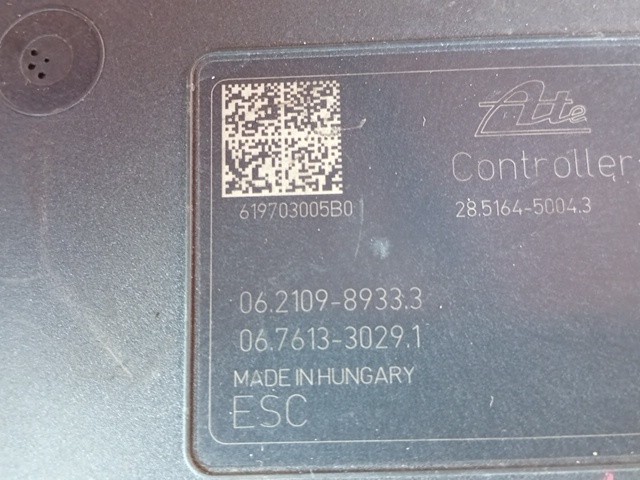 Ate
Controller
619703005B0
28.5164-5004.3
06.2109-8933.3
06.7613-3029.1
MADE IN HUNGARY
ESC